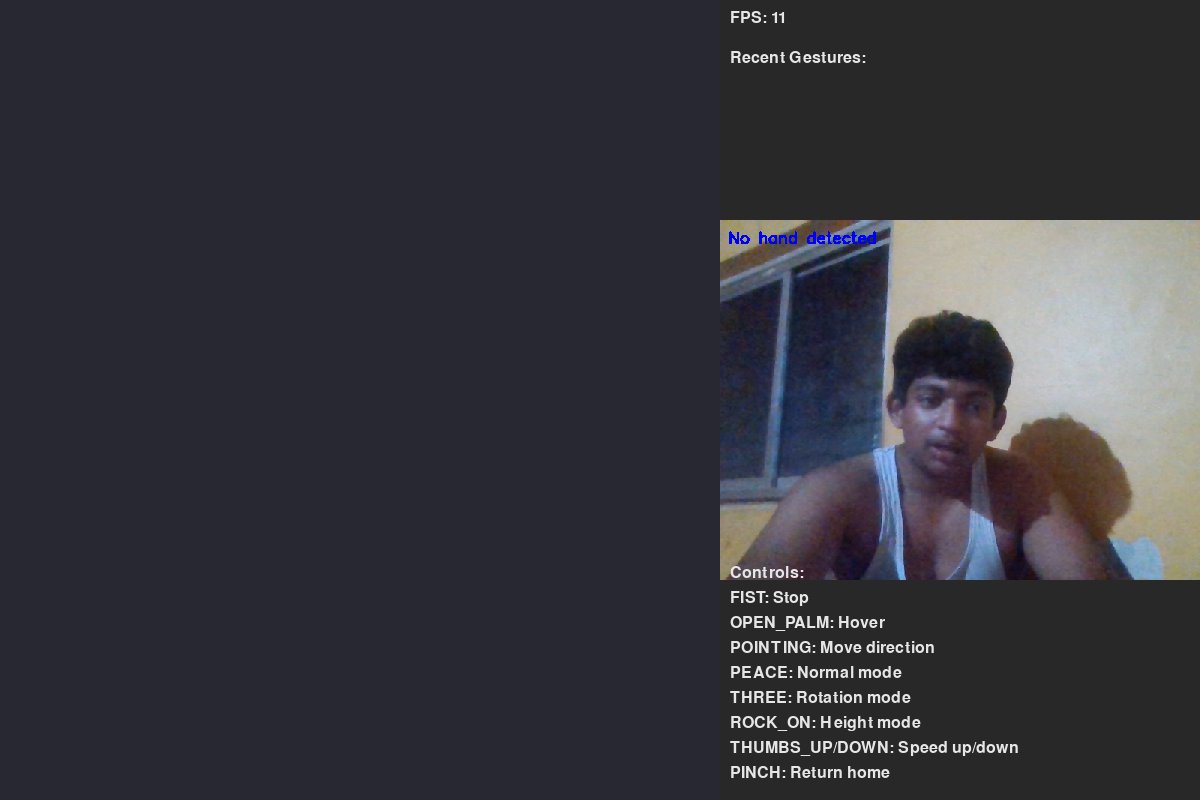 FPS: 11
Recent Gestures:
No hand detected
Controls:
FIST: Stop
OPEN_PALM: Hover
POINTING: Move direction
PEACE: Normal mode
THREE: Rotation mode
ROCK_ON: Height mode
THUMBS_UP/DOWN: Speed up/down
PINCH: Return home